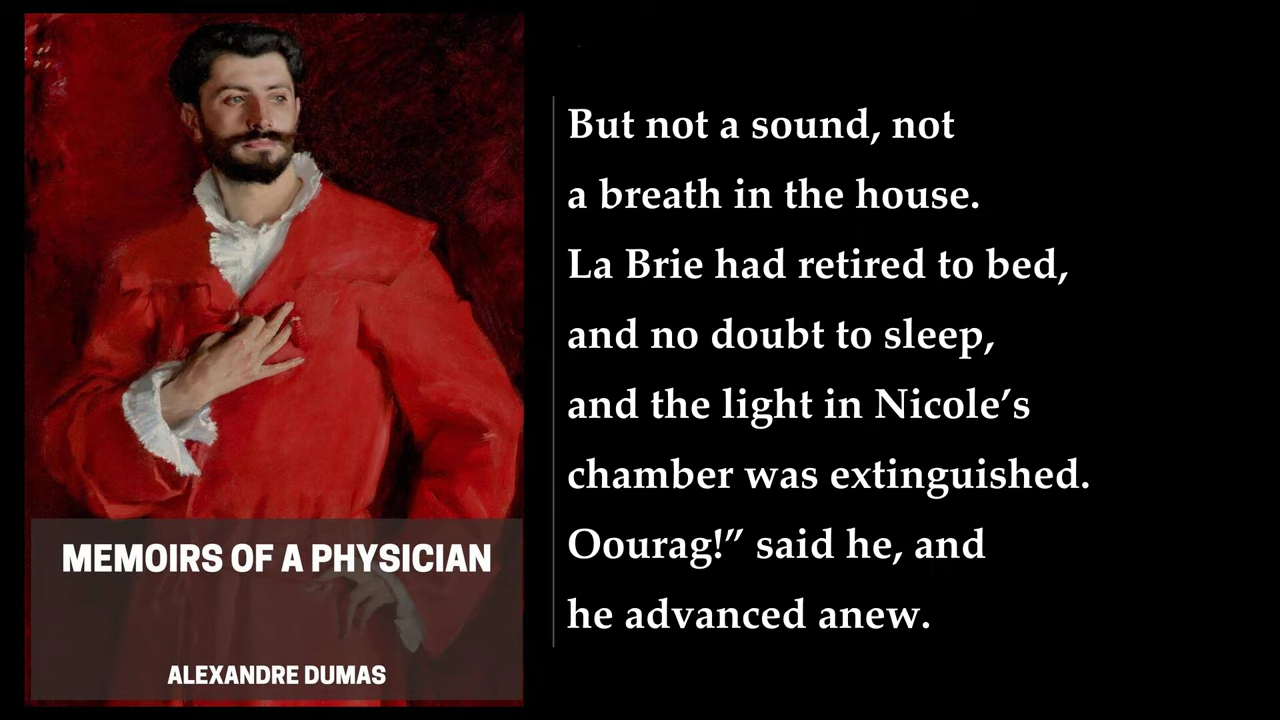 MEMOIRS OF A PHYSICIAN
ALEXANDRE DUMAS
But not a sound, not
a breath in the house.
La Brie had retired to bed,
and no doubt to sleep,
and the light in Nicole’s
chamber was extinguished.
Oourag!” said he, and
he advanced anew.